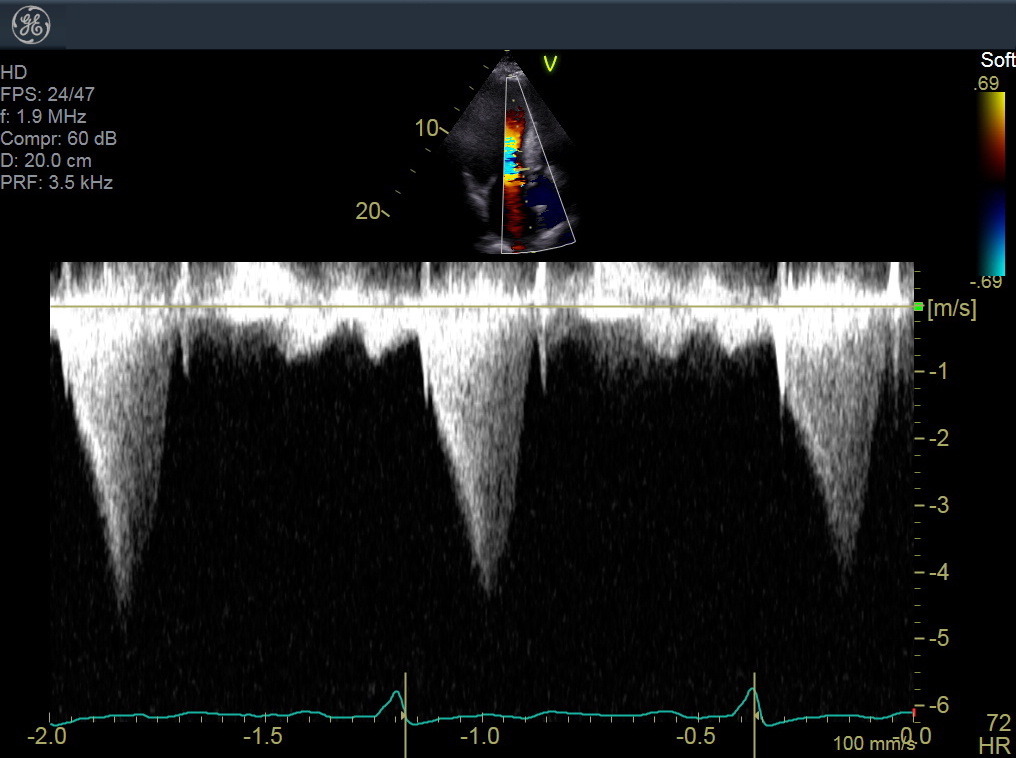 GE
HD
FPS: 24/47
f: 1.9 MHz
Compr: 60 dB
D: 20.0 cm
PRF: 3.5 kHz
V
10
20
Soft
.69
-.69
[m/s]
-1
-2
-3
-4
-5
-6
-2.0
-1.5
-1.0
-0.5
0.0
100 mm/s
72
HR